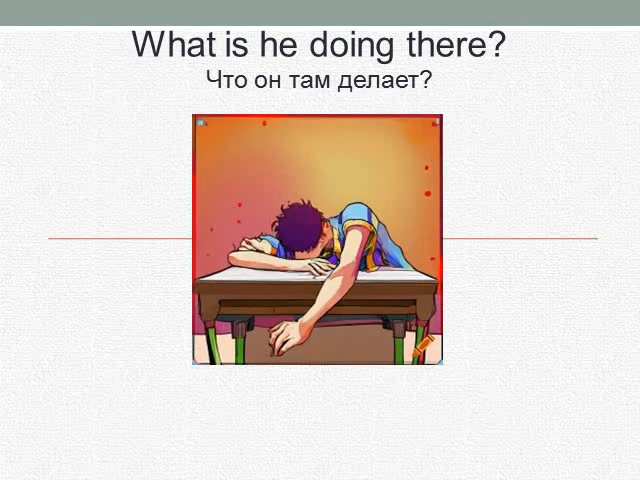 What is he doing there?
Что он там делает?